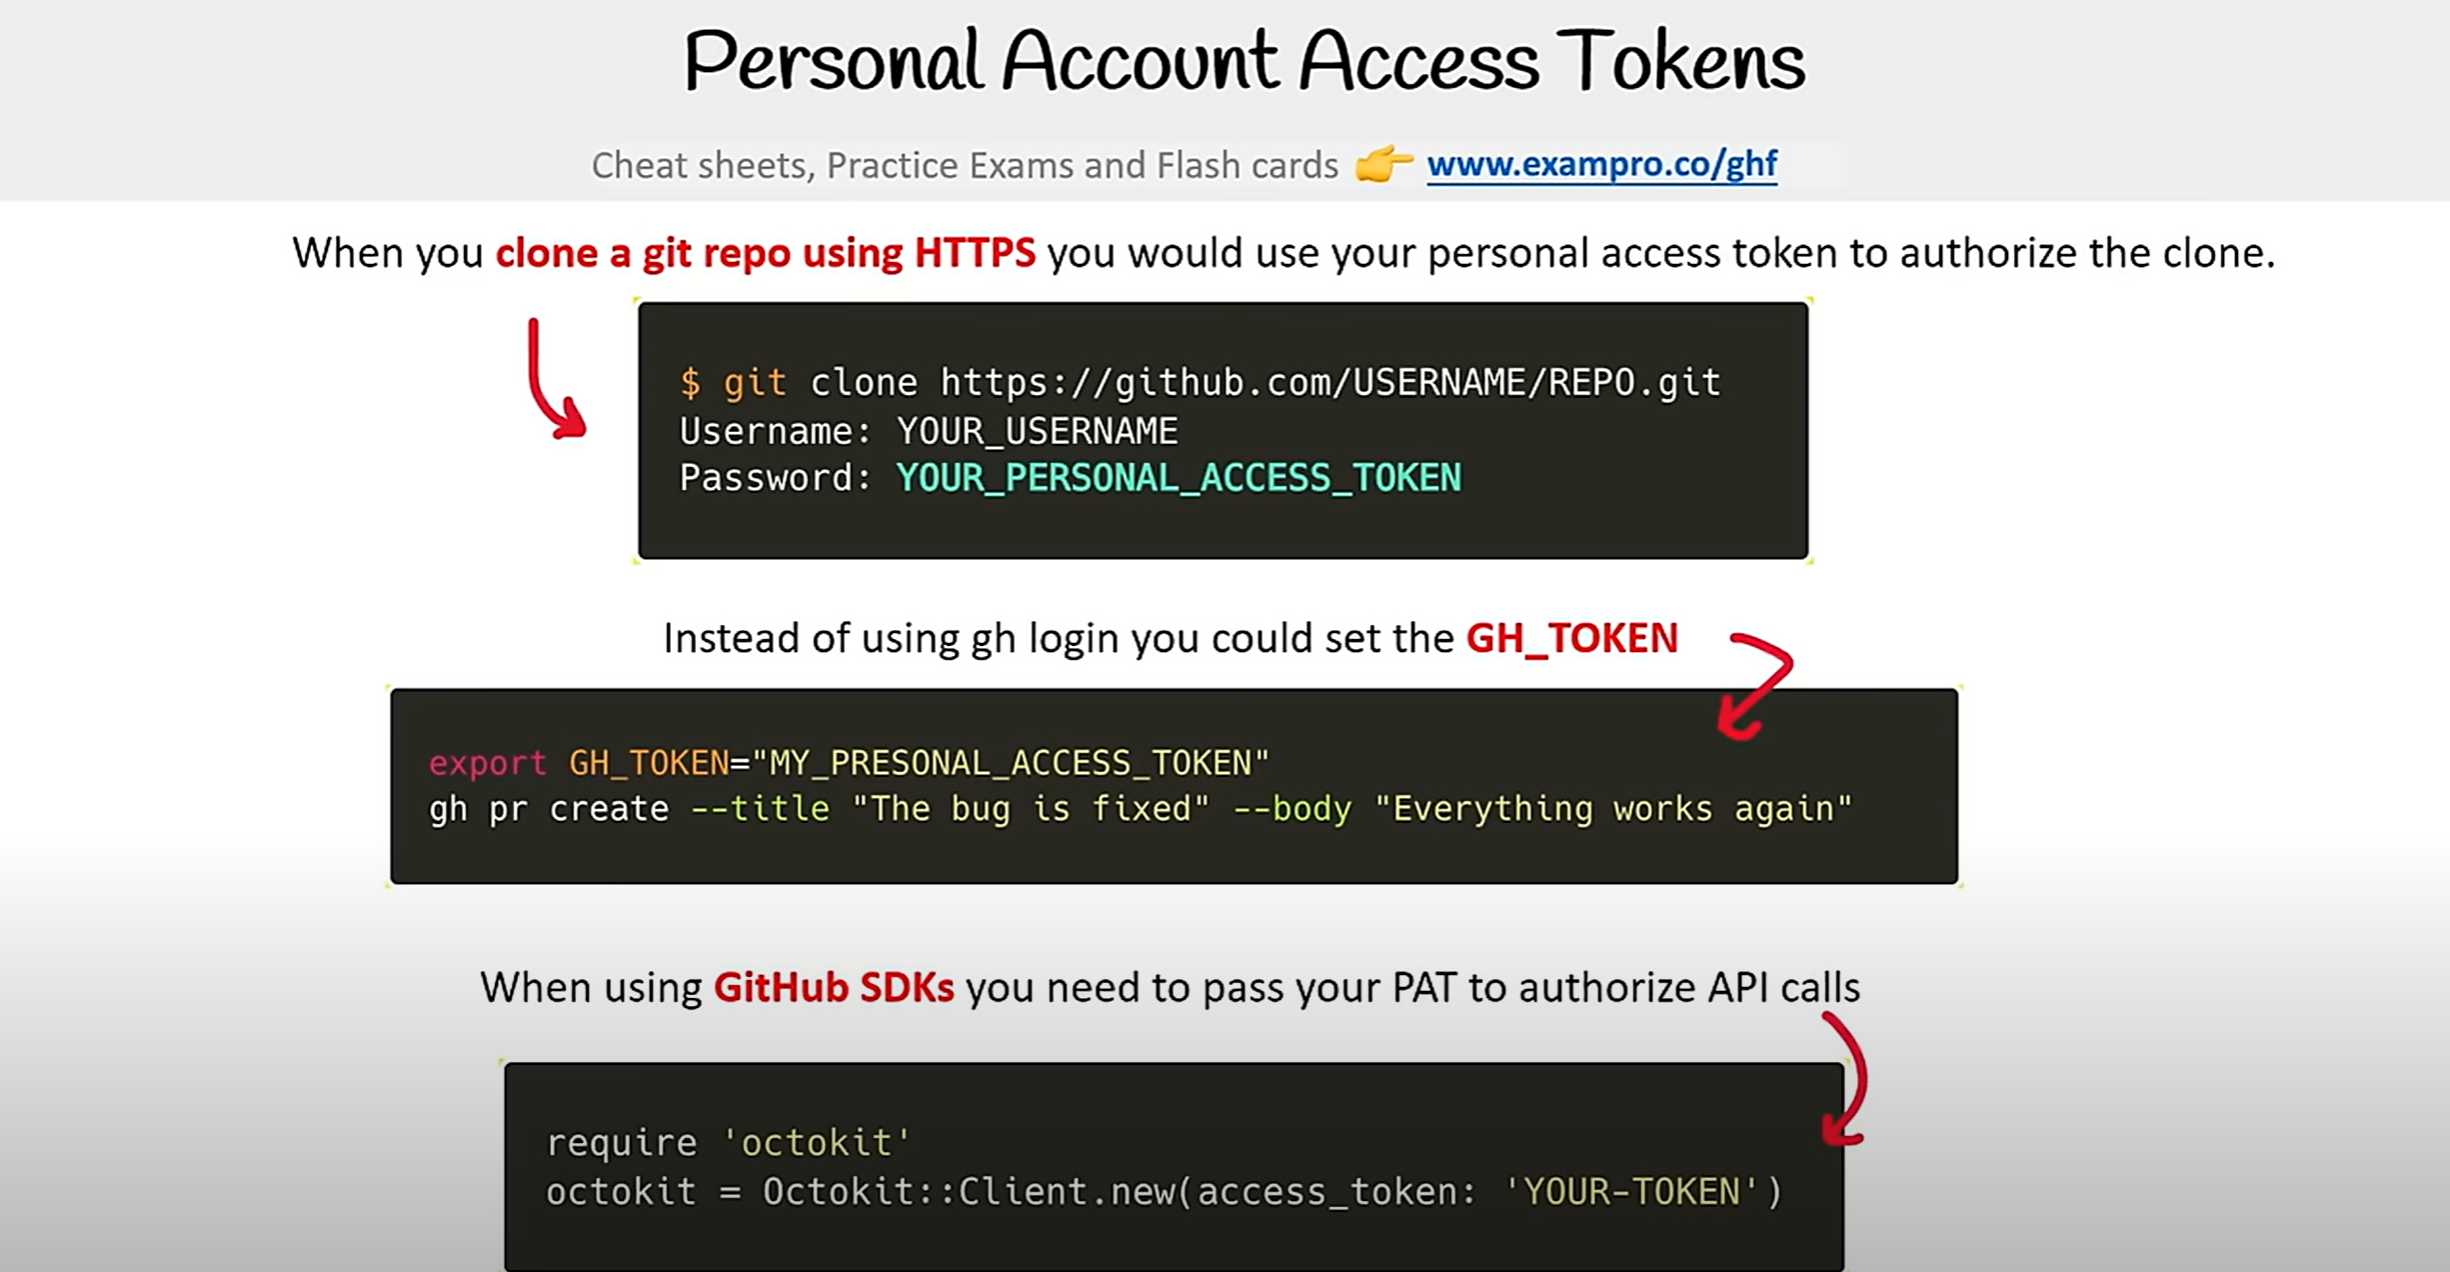 Personal Account Access Tokens
Cheat sheets, Practice Exams and Flash cards 👉 www.exampro.co/ghf
When you clone a git repo using HTTPS you would use your personal access token to authorize the clone.
$ git clone https://github.com/USERNAME/REPO.git
Username: YOUR_USERNAME
Password: YOUR_PERSONAL_ACCESS_TOKEN
Instead of using gh login you could set the GH_TOKEN
export GH_TOKEN="MY_PRESONAL_ACCESS_TOKEN"
gh pr create --title "The bug is fixed" --body "Everything works again"
When using GitHub SDKs you need to pass your PAT to authorize API calls
require 'octokit'
octokit = Octokit::Client.new(access_token: 'YOUR-TOKEN')